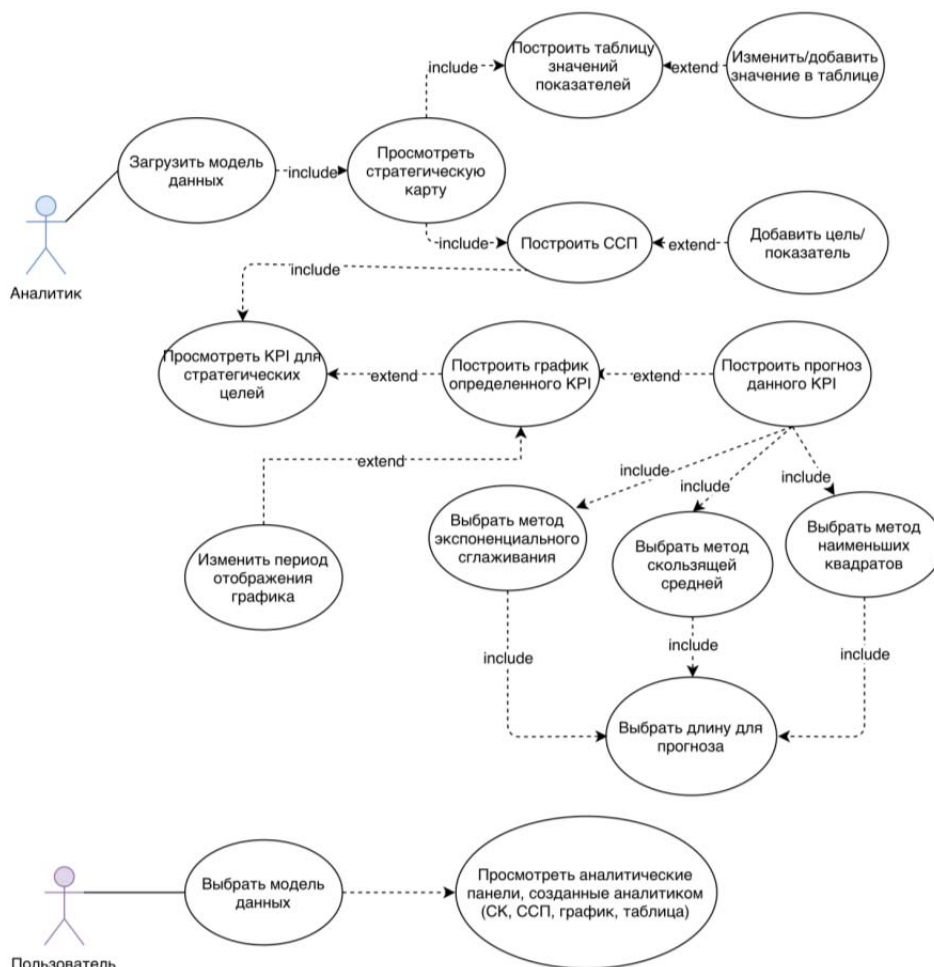 Построить таблицу
значений
показателей
include
extend
Изменить/добавить
значение в таблице
Загрузить модель
данных
include
Просмотреть
стратегическую
карту
include
Построить ССП
extend
Добавить цель/
показатель
Аналитик
include
Просмотреть KPI для
стратегических
целей
extend
Построить график
определенного KPI
extend
Построить прогноз
данного KPI
extend
include
include
include
Изменить период
отображения
графика
Выбрать метод
экспоненциального
сглаживания
Выбрать метод
скользящей
средней
Выбрать метод
наименьших
квадратов
include
include
include
Выбрать длину для
прогноза
Выбрать модель
данных
Просмотреть аналитические
панели, созданные аналитиком
(СК, ССП, график, таблица)
Пользователь